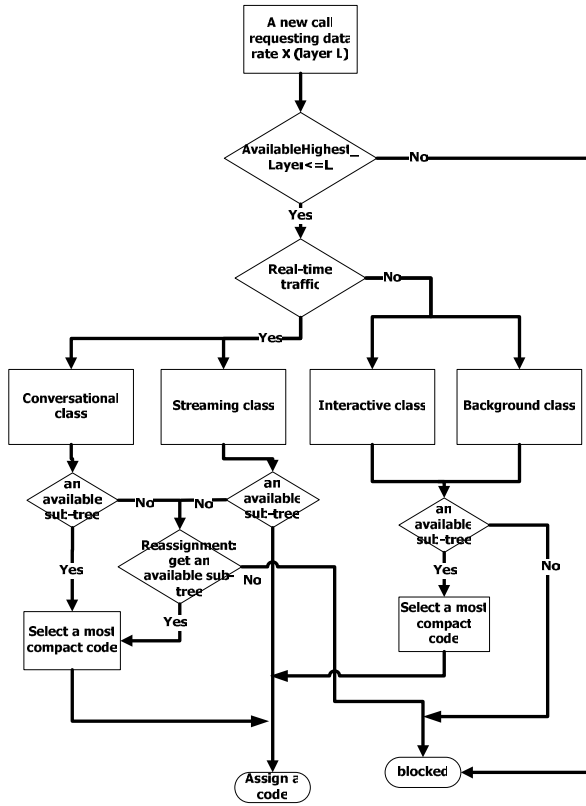 A new call
requesting data
rate X (layer L)
AvailableHighest_
Layer<=L
No
Yes
Real-time
traffic
No
Yes
Conversational
class
Streaming class
Interactive class
Background class
an
available
sub-tree
No
No
an
available
sub-tree
an
available
sub-tree
Reassignment:
get an
available sub-
tree
No
Yes
Yes
No
Yes
Select a most
compact code
Select a most
compact
code
Assign a
code
blocked